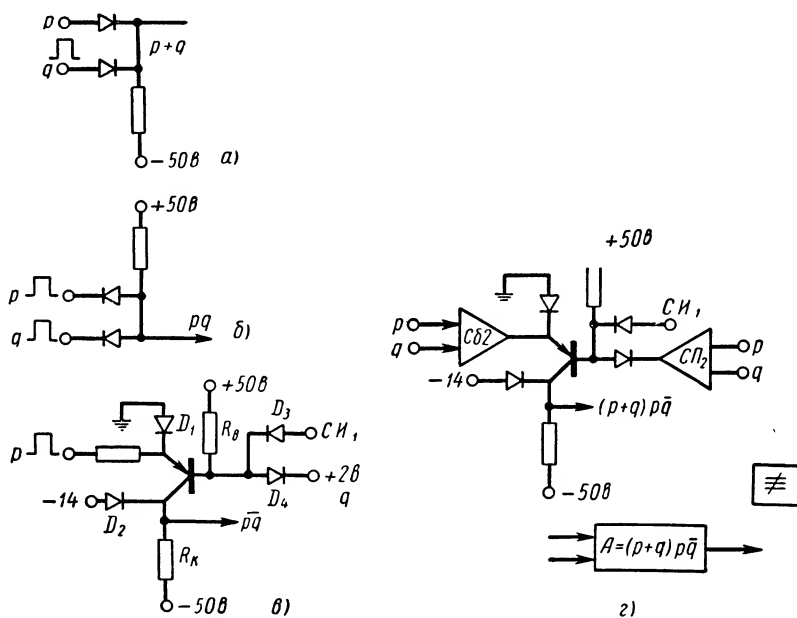 p
p+q
q
-50в
а)
+50в
p
q
pq
б)
+50в
D₁
Rв
D₃
СИ₁
p
-14
D₂
D₄
+2в
q
p̄q
Rк
-50в
в)
+50в
СИ₁
p
q
Сб2
СП₂
p
q
-14
(p+q)pq̄
-50в
≢
A=(p+q)pq̄
г)